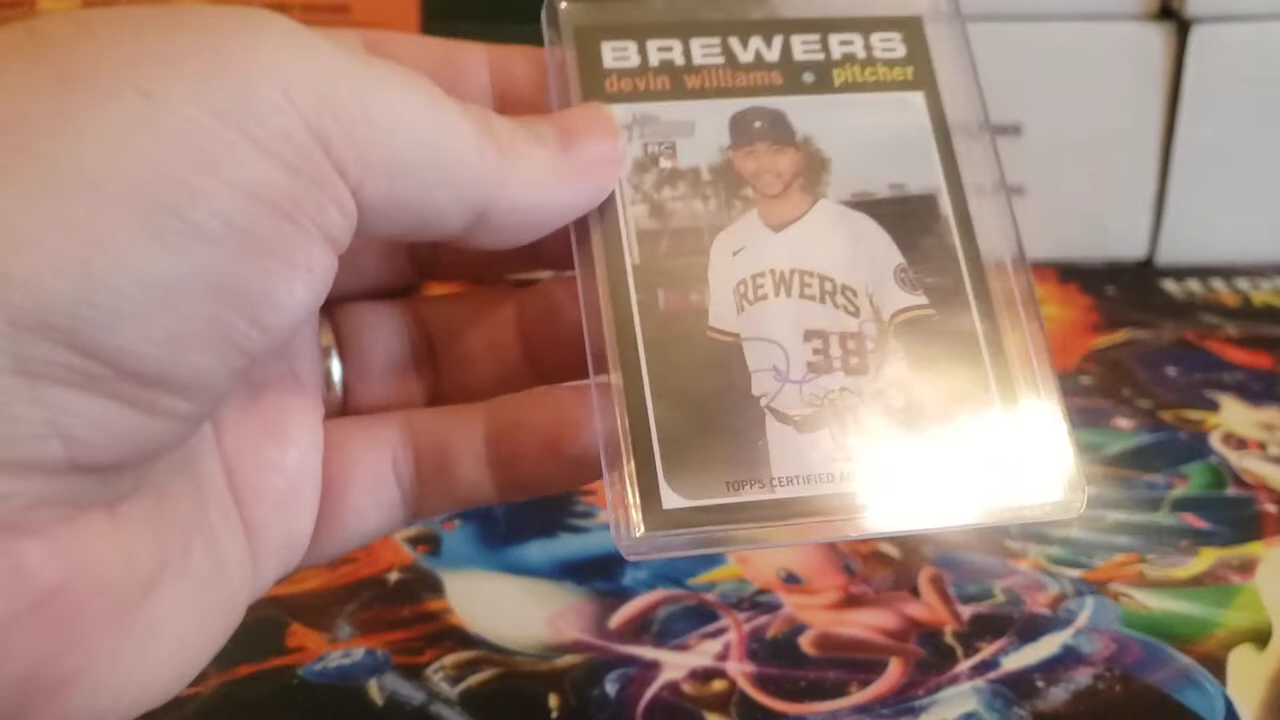 BREWERS
devin williams • pitcher
RC
BREWERS
38
TOPPS CERTIFIED